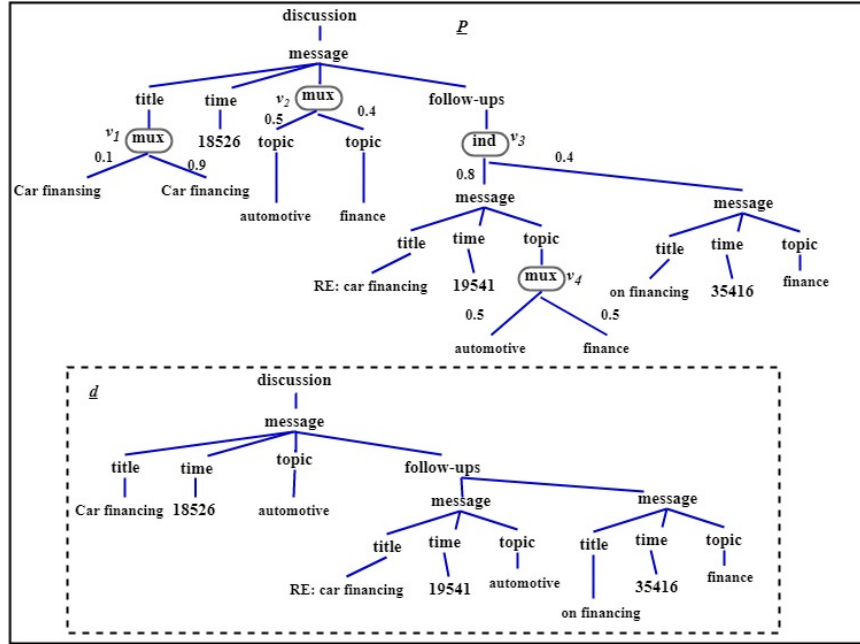 discussion
P
message
title time v2 mux follow-ups
0.5 0.4
v1 mux 18526 topic topic ind v3
0.1 0.9 0.8 0.4
Car finansing Car financing message message
automotive finance
title time topic title time topic
RE: car financing 19541 mux v4 on financing 35416 finance
0.5 0.5
automotive finance
d
discussion
message
title time topic follow-ups
Car financing 18526 automotive message message
title time topic title time topic
RE: car financing 19541 automotive on financing 35416 finance